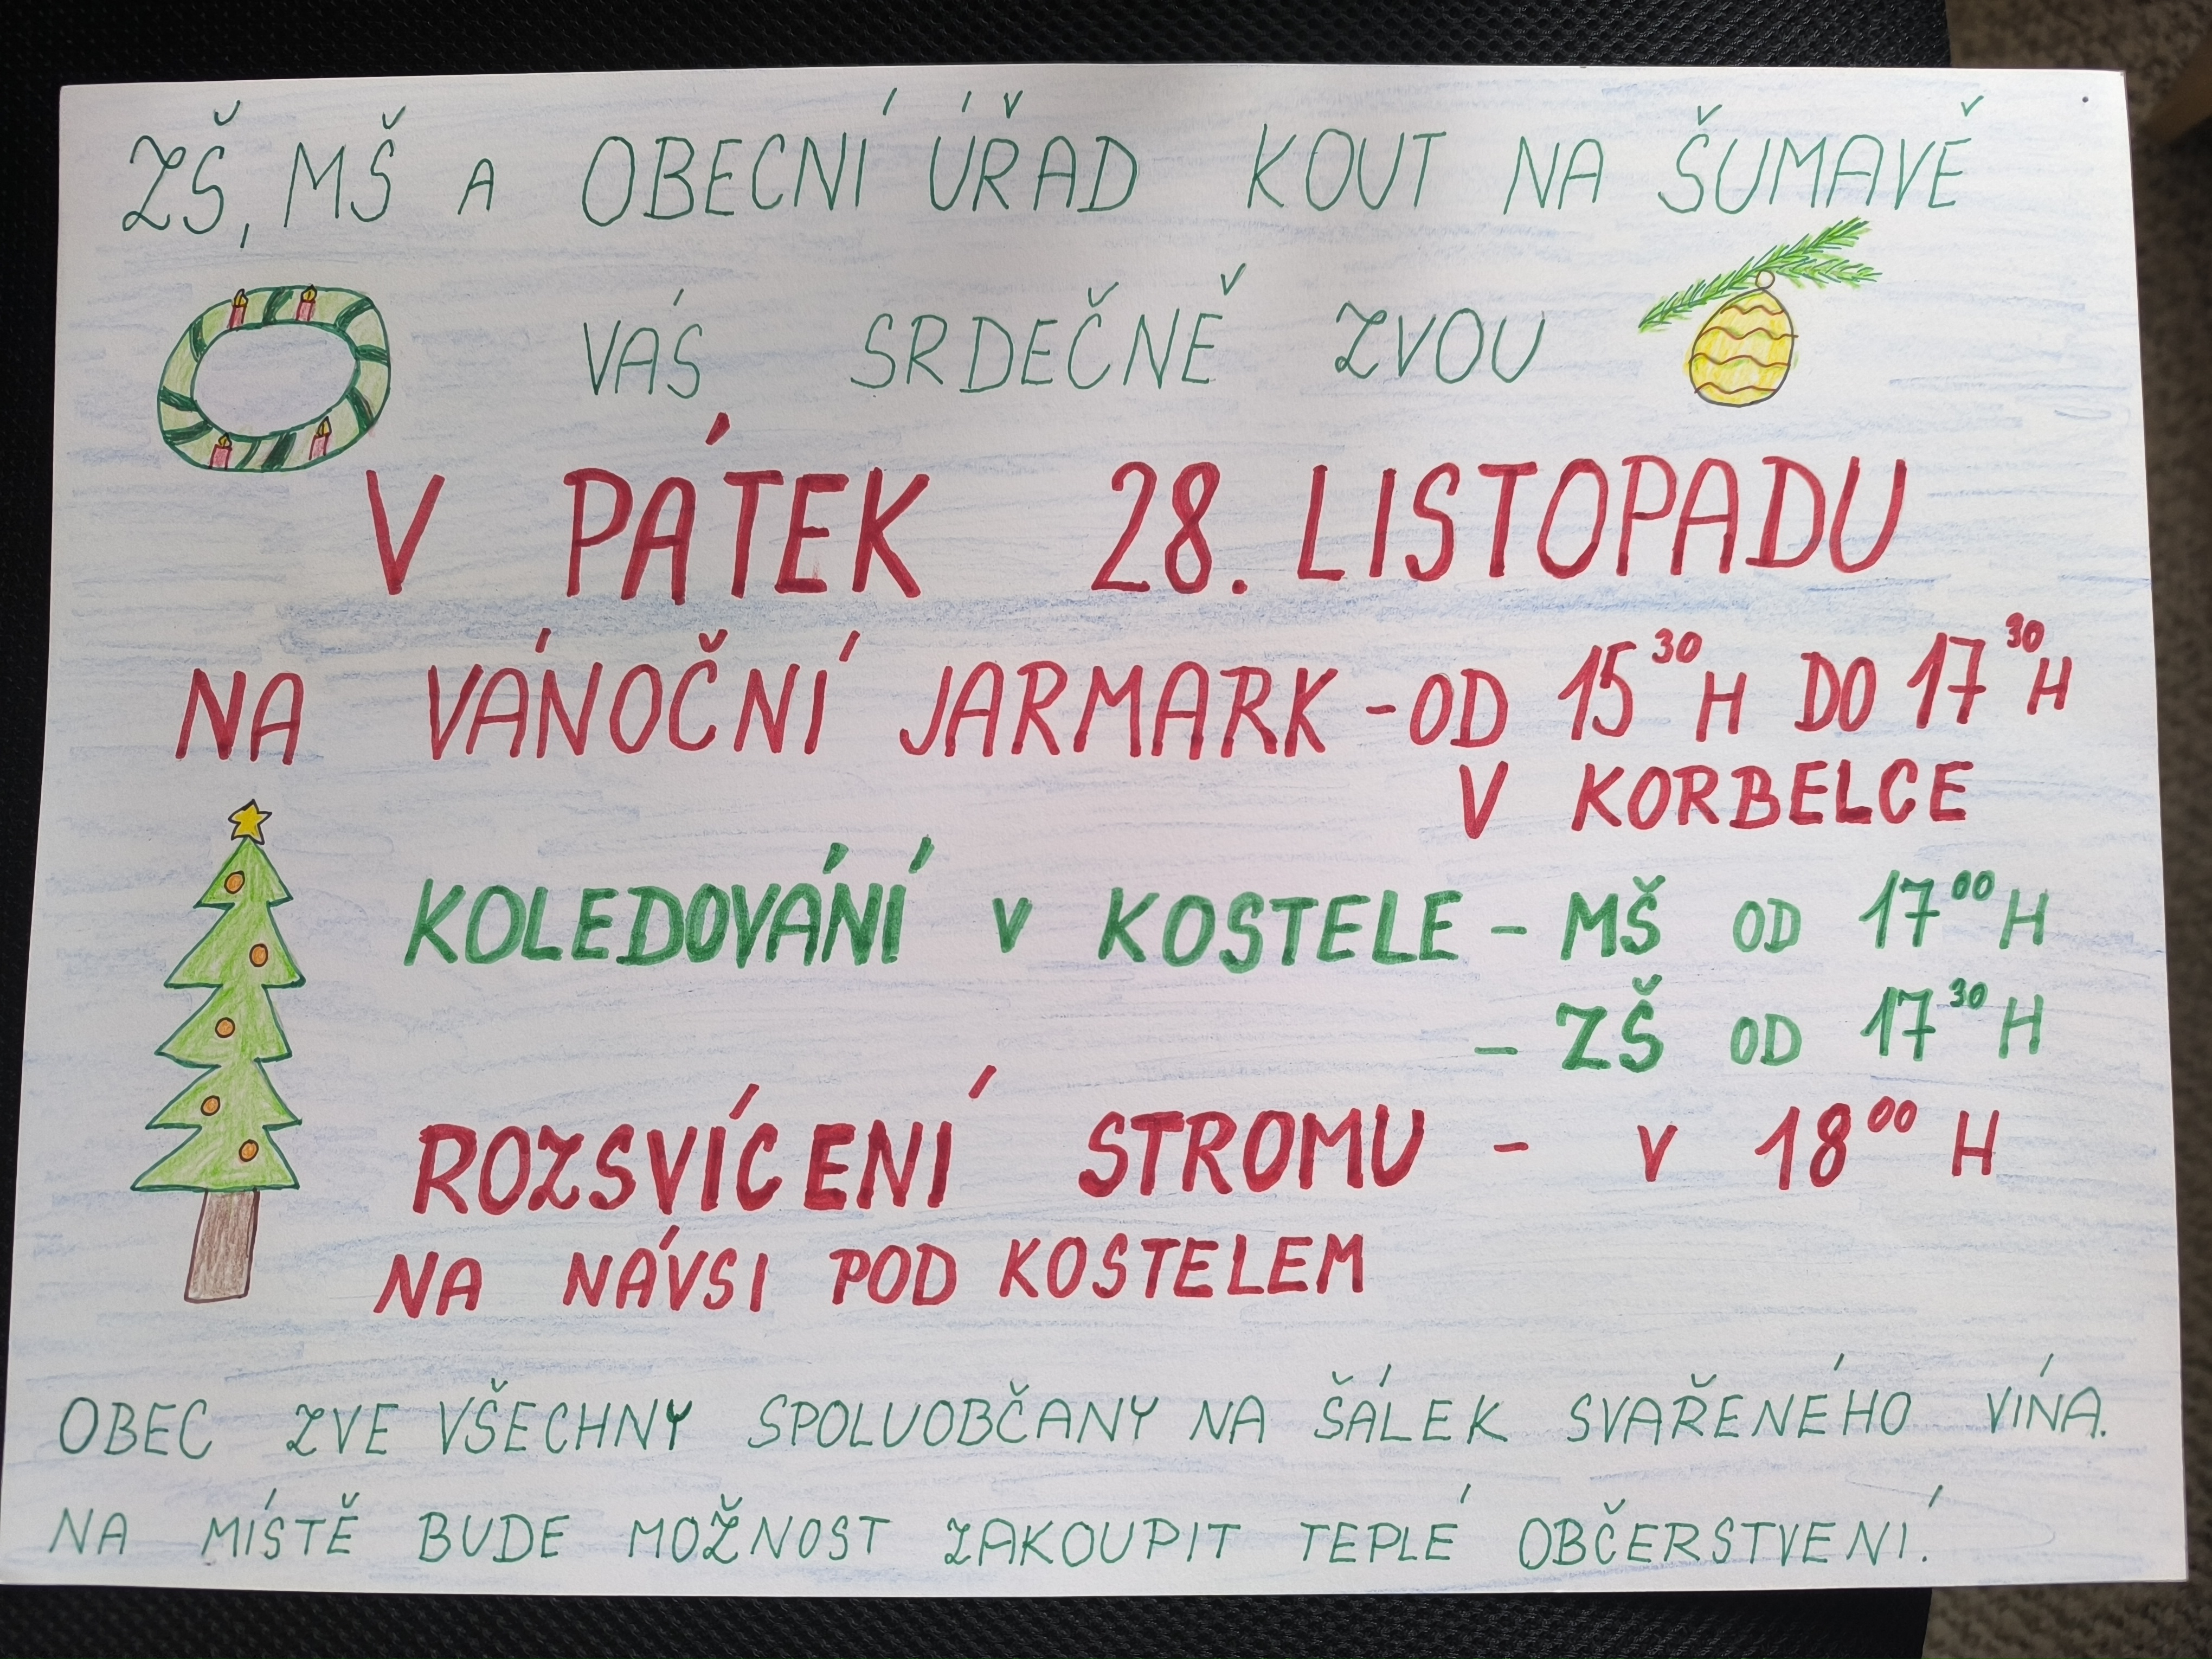 ZŠ, MŠ A OBECNÍ ÚŘAD KOUT NA ŠUMAVĚ
VÁS SRDEČNĚ ZVOU
V PÁTEK 28. LISTOPADU
NA VÁNOČNÍ JARMARK - OD 15³⁰ H DO 17³⁰ H
V KORBELCE
KOLEDOVÁNÍ V KOSTELE - MŠ OD 17⁰⁰ H
- ZŠ OD 17³⁰ H
ROZSVÍCENÍ STROMU - V 18⁰⁰ H
NA NÁVSI POD KOSTELEM
OBEC ZVE VŠECHNY SPOLUOBČANY NA ŠÁLEK SVAŘENÉHO VÍNA.
NA MÍSTĚ BUDE MOŽNOST ZAKOUPIT TEPLÉ OBČERSTVENÍ.